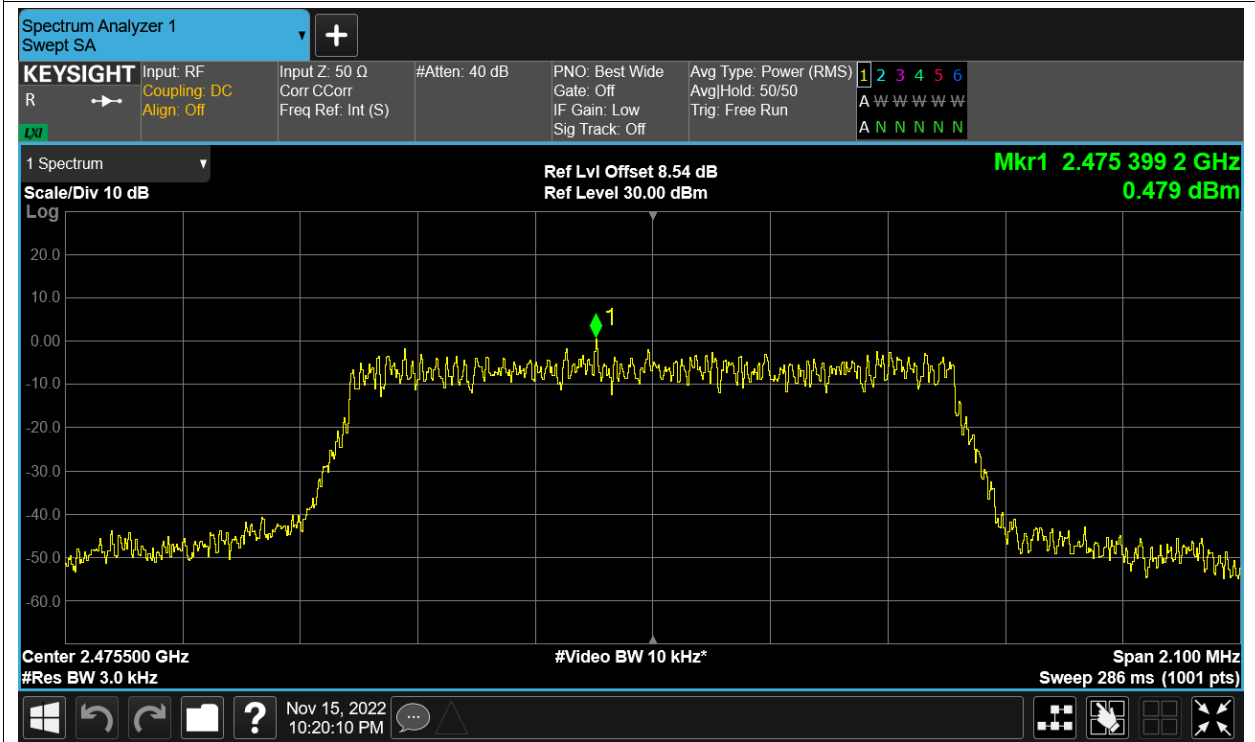 Spectrum Analyzer 1
Swept SA
+
KEYSIGHT
R
LXI
Input: RF
Coupling: DC
Align: Off
Input Z: 50 Ω
Corr CCorr
Freq Ref: Int (S)
#Atten: 40 dB
PNO: Best Wide
Gate: Off
IF Gain: Low
Sig Track: Off
Avg Type: Power (RMS)
Avg|Hold: 50/50
Trig: Free Run
1 2 3 4 5 6
A W W W W W
A N N N N N
1 Spectrum
Scale/Div 10 dB
Log
Ref Lvl Offset 8.54 dB
Ref Level 30.00 dBm
Mkr1 2.475 399 2 GHz
0.479 dBm
20.0
10.0
0.00
-10.0
-20.0
-30.0
-40.0
-50.0
-60.0
1
Center 2.475500 GHz
#Res BW 3.0 kHz
#Video BW 10 kHz*
Span 2.100 MHz
Sweep 286 ms (1001 pts)
?
Nov 15, 2022
10:20:10 PM